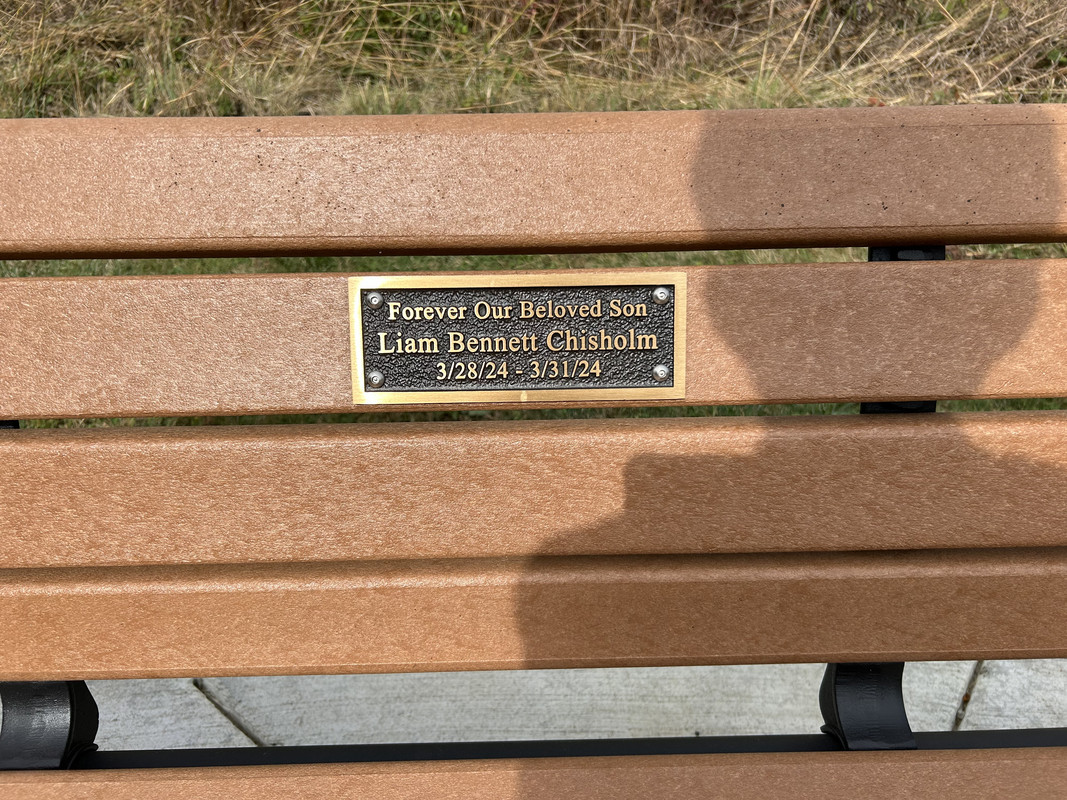 Forever Our Beloved Son
Liam Bennett Chisholm
3/28/24 - 3/31/24